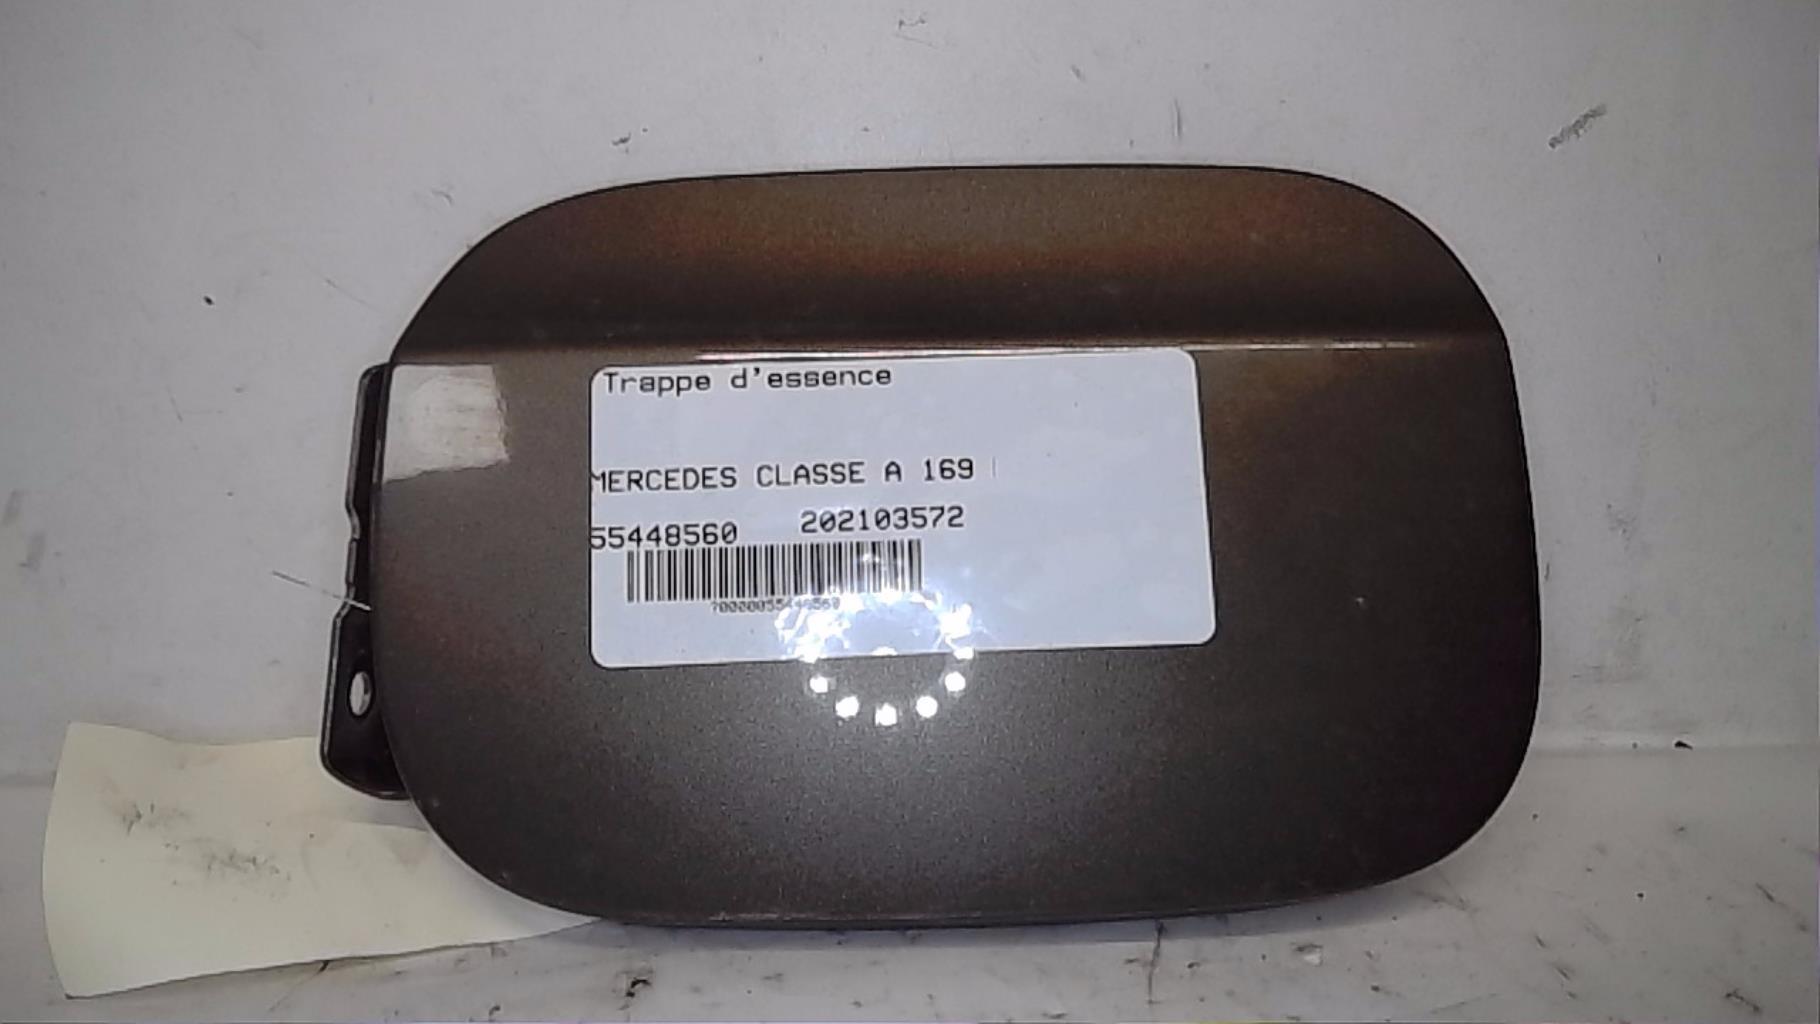 Trappe d'essence
MERCEDES CLASSE A 169
55448560 202103572